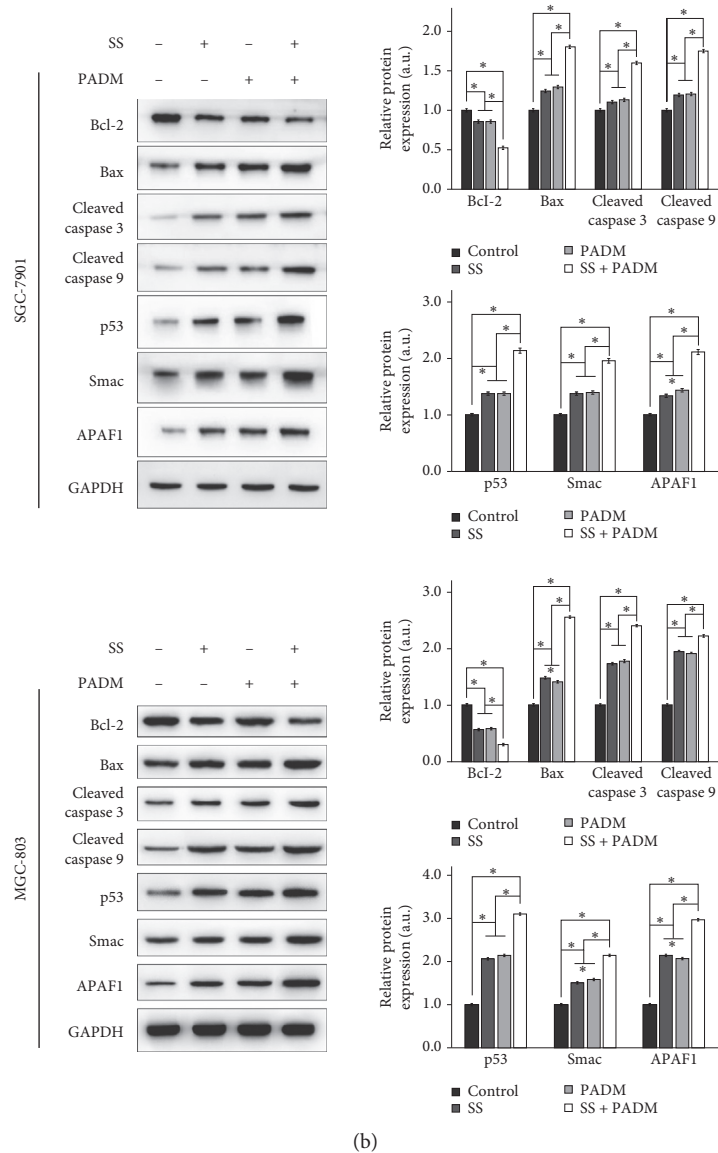 SS – + – +
PADM – – + +
SGC-7901
Bcl-2
Bax
Cleaved
caspase 3
Cleaved
caspase 9
p53
Smac
APAF1
GAPDH
Relative protein
expression (a.u.)
2.0
1.5
1.0
0.5
0.0
* * * * * * * * * * * *
BcI-2 Bax Cleaved
caspase 3 Cleaved
caspase 9
Control PADM
SS SS + PADM
Relative protein
expression (a.u.)
3.0
2.0
1.0
0.0
* * * * * * * * * *
p53 Smac APAF1
Control PADM
SS SS + PADM
SS – + – +
PADM – – + +
MGC-803
Bcl-2
Bax
Cleaved
caspase 3
Cleaved
caspase 9
p53
Smac
APAF1
GAPDH
Relative protein
expression (a.u.)
3.0
2.0
1.0
0.0
* * * * * * * * * * * * *
BcI-2 Bax Cleaved
caspase 3 Cleaved
caspase 9
Control PADM
SS SS + PADM
Relative protein
expression (a.u.)
4.0
3.0
2.0
1.0
0.0
* * * * * * * * * * *
p53 Smac APAF1
Control PADM
SS SS + PADM
(b)